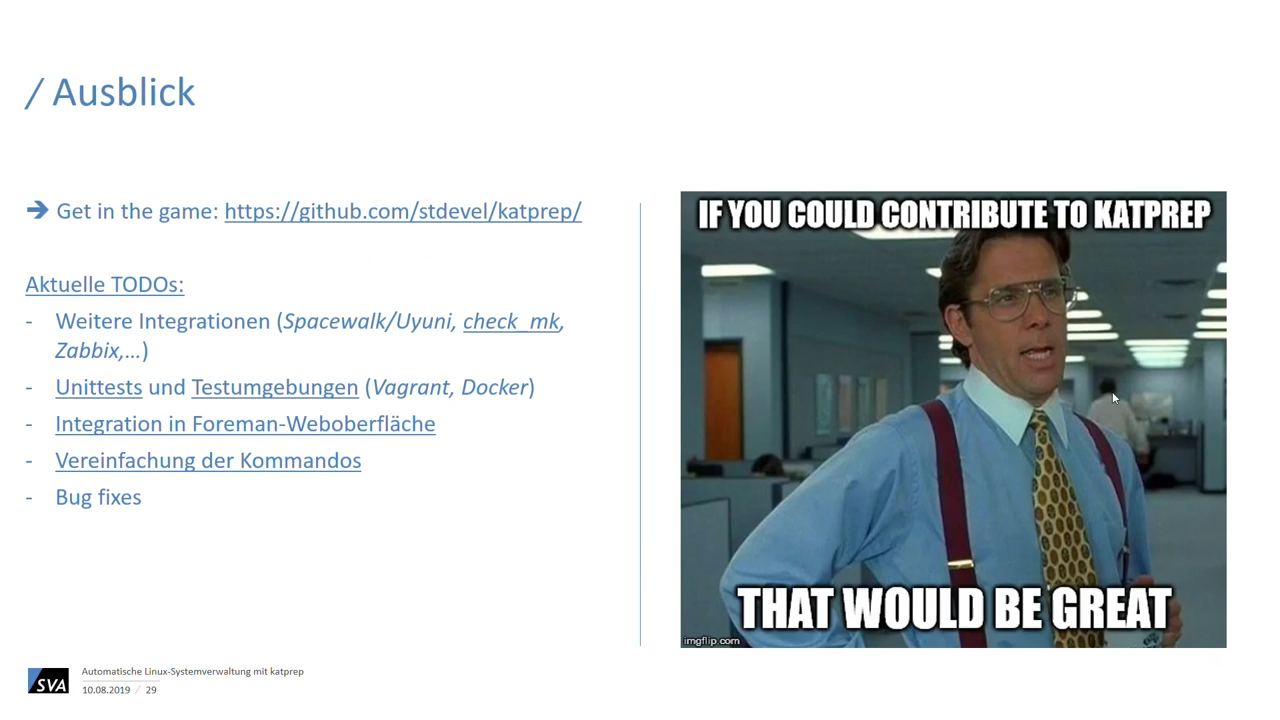 / Ausblick
➔ Get in the game: https://github.com/stdevel/katprep/
Aktuelle TODOs:
- Weitere Integrationen (Spacewalk/Uyuni, check_mk,
Zabbix,...)
- Unittests und Testumgebungen (Vagrant, Docker)
- Integration in Foreman-Weboberfläche
- Vereinfachung der Kommandos
- Bug fixes
IF YOU COULD CONTRIBUTE TO KATPREP
THAT WOULD BE GREAT
imgflip.com
SVA
Automatische Linux-Systemverwaltung mit katprep
10.08.2019 / 29